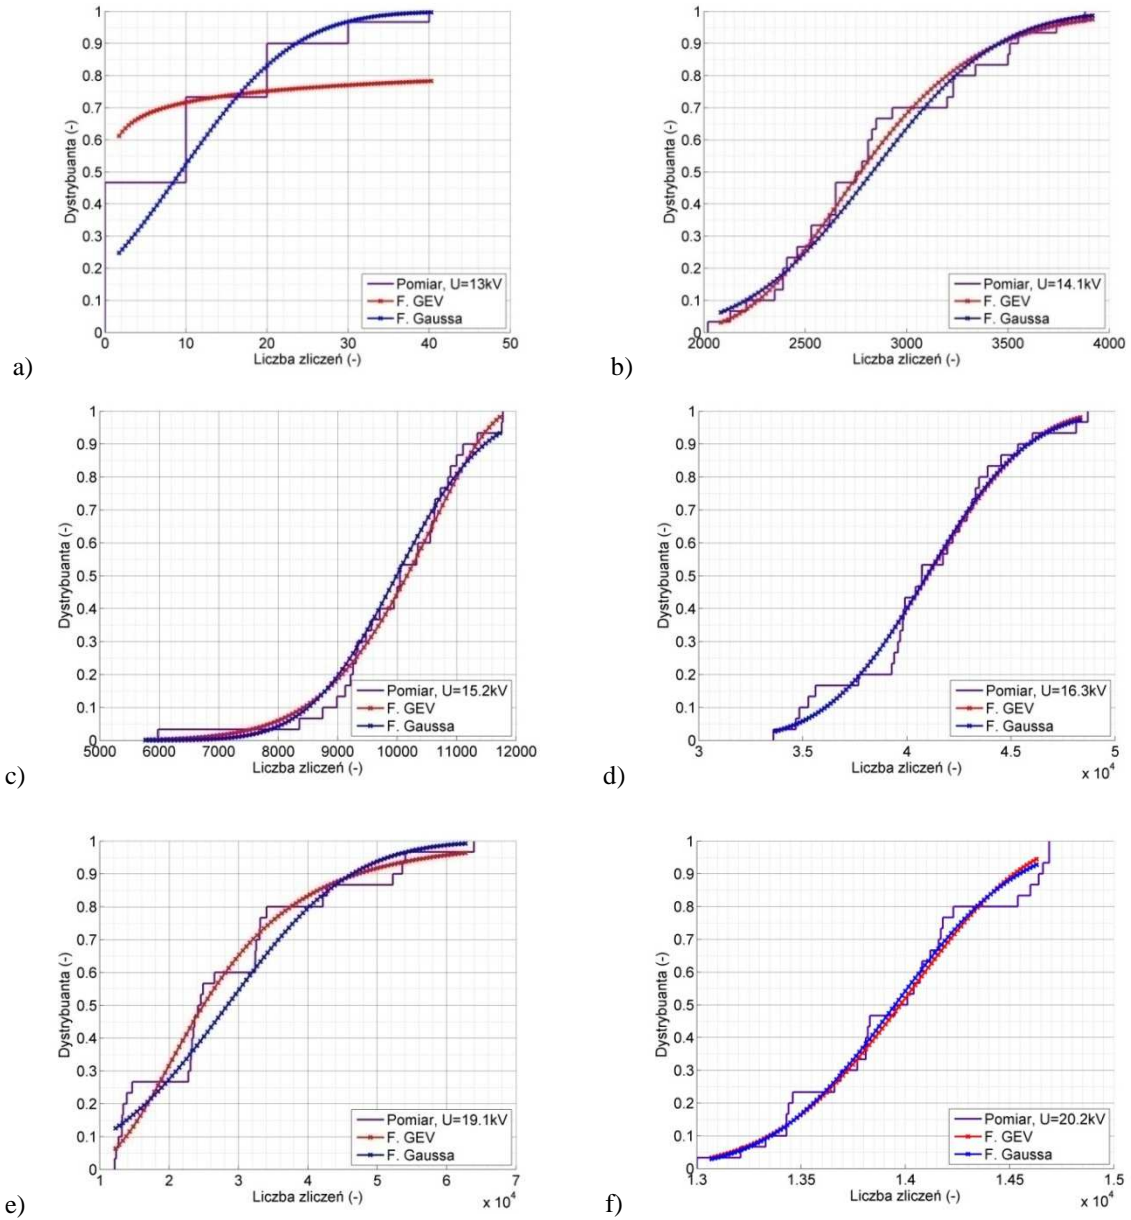 1
0.9
0.8
0.7
0.6
0.5
0.4
0.3
0.2
0.1
0
Dystrybuanta (-)
Pomiar, U=13kV
F. GEV
F. Gaussa
0 10 20 30 40 50
Liczba zliczeń (-)
a)
1
0.9
0.8
0.7
0.6
0.5
0.4
0.3
0.2
0.1
0
Dystrybuanta (-)
Pomiar, U=14.1kV
F. GEV
F. Gaussa
2000 2500 3000 3500 4000
Liczba zliczeń (-)
b)
1
0.9
0.8
0.7
0.6
0.5
0.4
0.3
0.2
0.1
0
Dystrybuanta (-)
Pomiar, U=15.2kV
F. GEV
F. Gaussa
5000 6000 7000 8000 9000 10000 11000 12000
Liczba zliczeń (-)
c)
1
0.9
0.8
0.7
0.6
0.5
0.4
0.3
0.2
0.1
0
Dystrybuanta (-)
Pomiar, U=16.3kV
F. GEV
F. Gaussa
3 3.5 4 4.5 5
Liczba zliczeń (-)
x 10⁴
d)
1
0.9
0.8
0.7
0.6
0.5
0.4
0.3
0.2
0.1
0
Dystrybuanta (-)
Pomiar, U=19.1kV
F. GEV
F. Gaussa
1 2 3 4 5 6 7
Liczba zliczeń (-)
x 10⁴
e)
1
0.9
0.8
0.7
0.6
0.5
0.4
0.3
0.2
0.1
0
Dystrybuanta (-)
Pomiar, U=20.2kV
F. GEV
F. Gaussa
1.3 1.35 1.4 1.45 1.5
Liczba zliczeń (-)
x 10⁴
f)